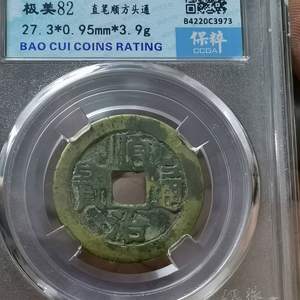 极美82 直笔顺方头通
B4220C3973
27.3*0.95mm*3.9g
保粹
BAO CUI COINS RATING
CCGA
順
治
通